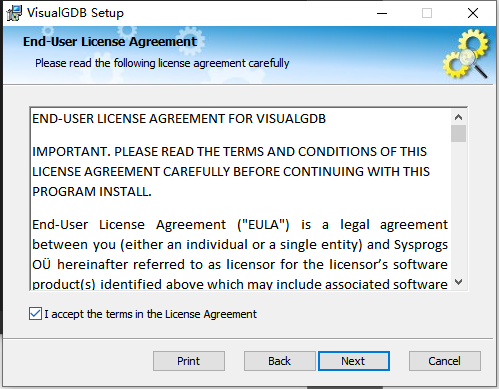 VisualGDB Setup
End-User License Agreement
Please read the following license agreement carefully
END-USER LICENSE AGREEMENT FOR VISUALGDB
IMPORTANT. PLEASE READ THE TERMS AND CONDITIONS OF THIS
LICENSE AGREEMENT CAREFULLY BEFORE CONTINUING WITH THIS
PROGRAM INSTALL.
End-User License Agreement ("EULA") is a legal agreement
between you (either an individual or a single entity) and Sysprogs
OÜ hereinafter referred to as licensor for the licensor’s software
product(s) identified above which may include associated software
I accept the terms in the License Agreement
Print Back Next Cancel